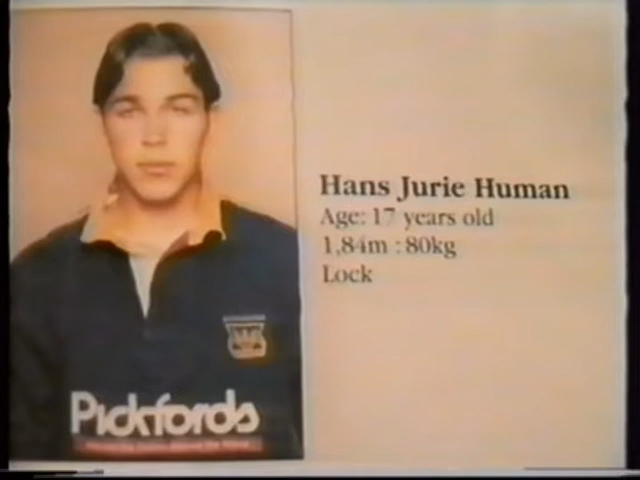 Hans Jurie Human
Age: 17 years old
1,84m : 80kg
Lock
Pickfords